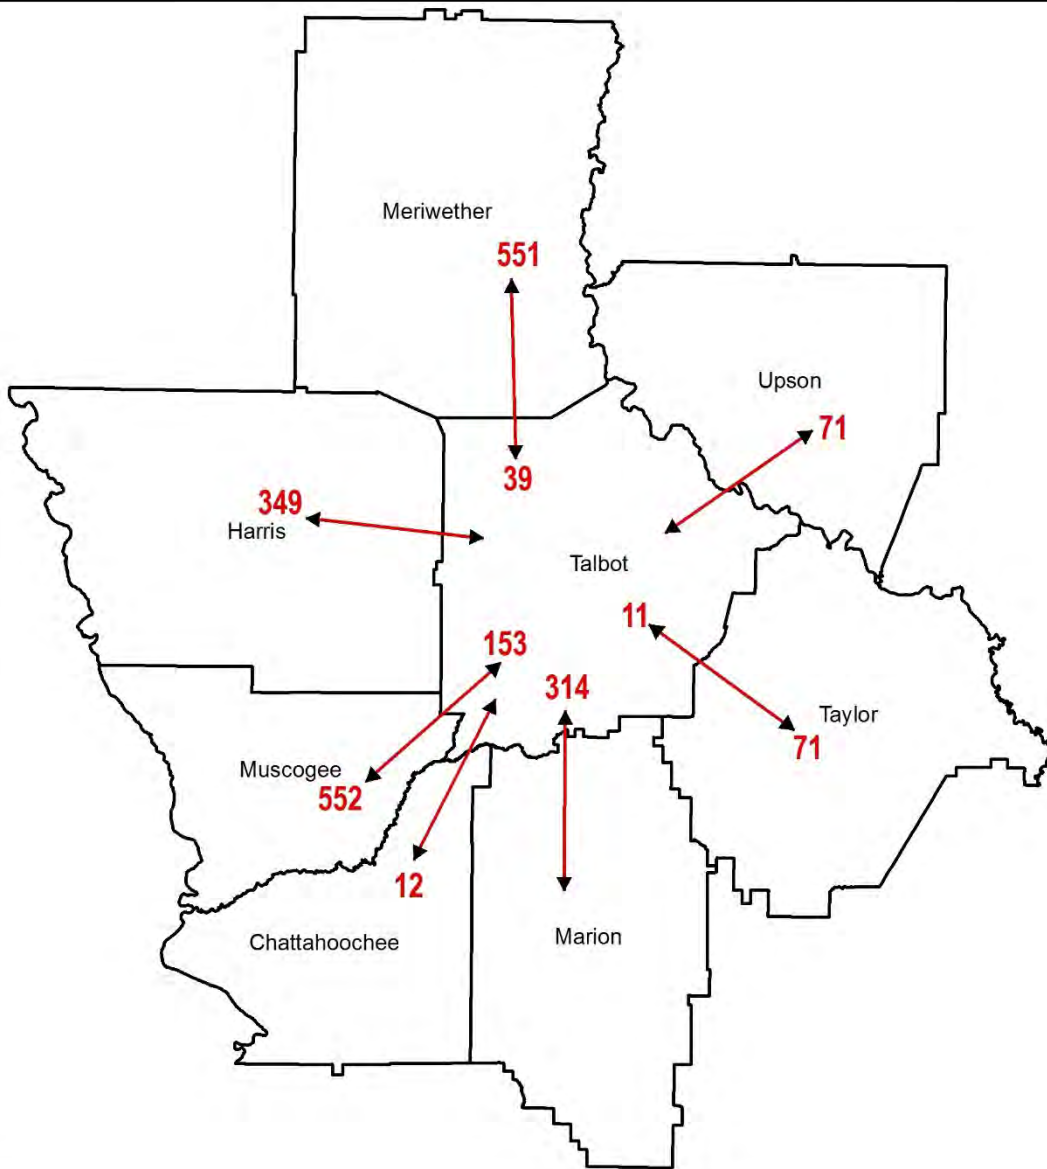 Meriwether
551
Upson
71
39
349
Harris
Talbot
11
153
314
Taylor
71
Muscogee
552
12
Marion
Chattahoochee